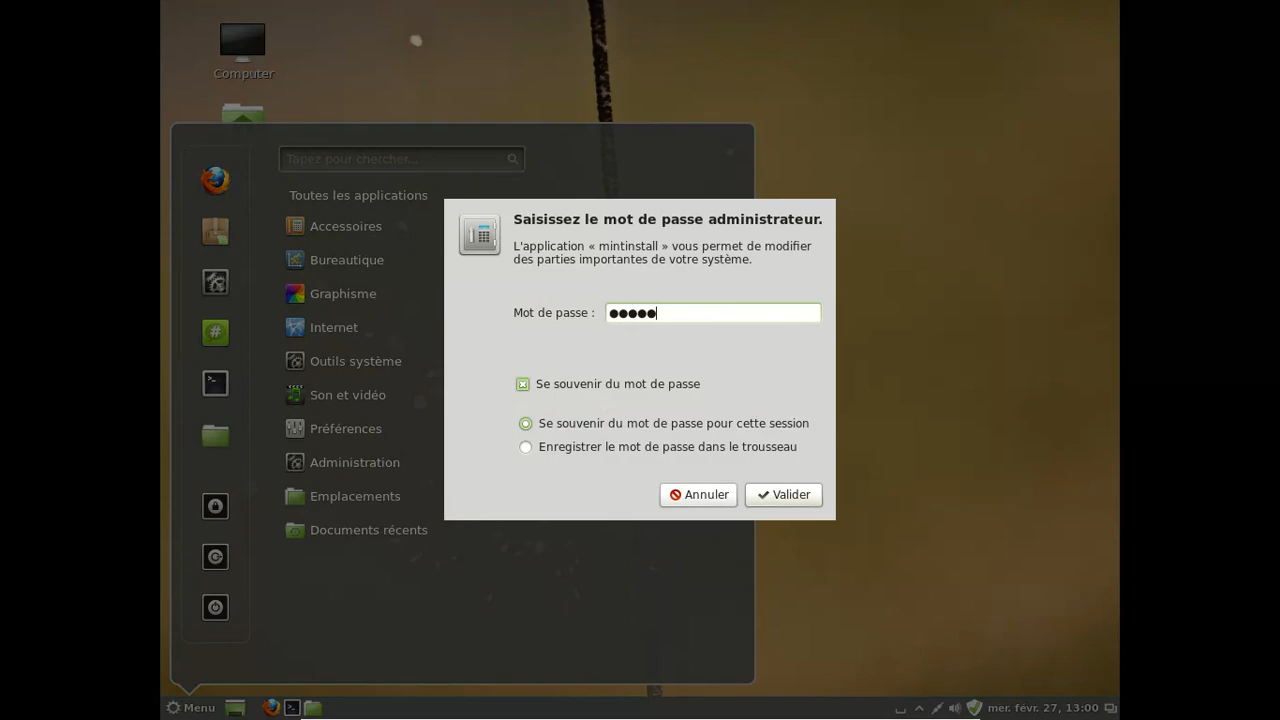 Computer
Tapez pour chercher...
Toutes les applications
Accessoires
Bureautique
Graphisme
Internet
Outils système
Son et vidéo
Préférences
Administration
Emplacements
Documents récents
Saisissez le mot de passe administrateur.
L'application « mintinstall » vous permet de modifier
des parties importantes de votre système.
Mot de passe :
Se souvenir du mot de passe
Se souvenir du mot de passe pour cette session
Enregistrer le mot de passe dans le trousseau
Annuler
Valider
Menu
mer. févr. 27, 13:00